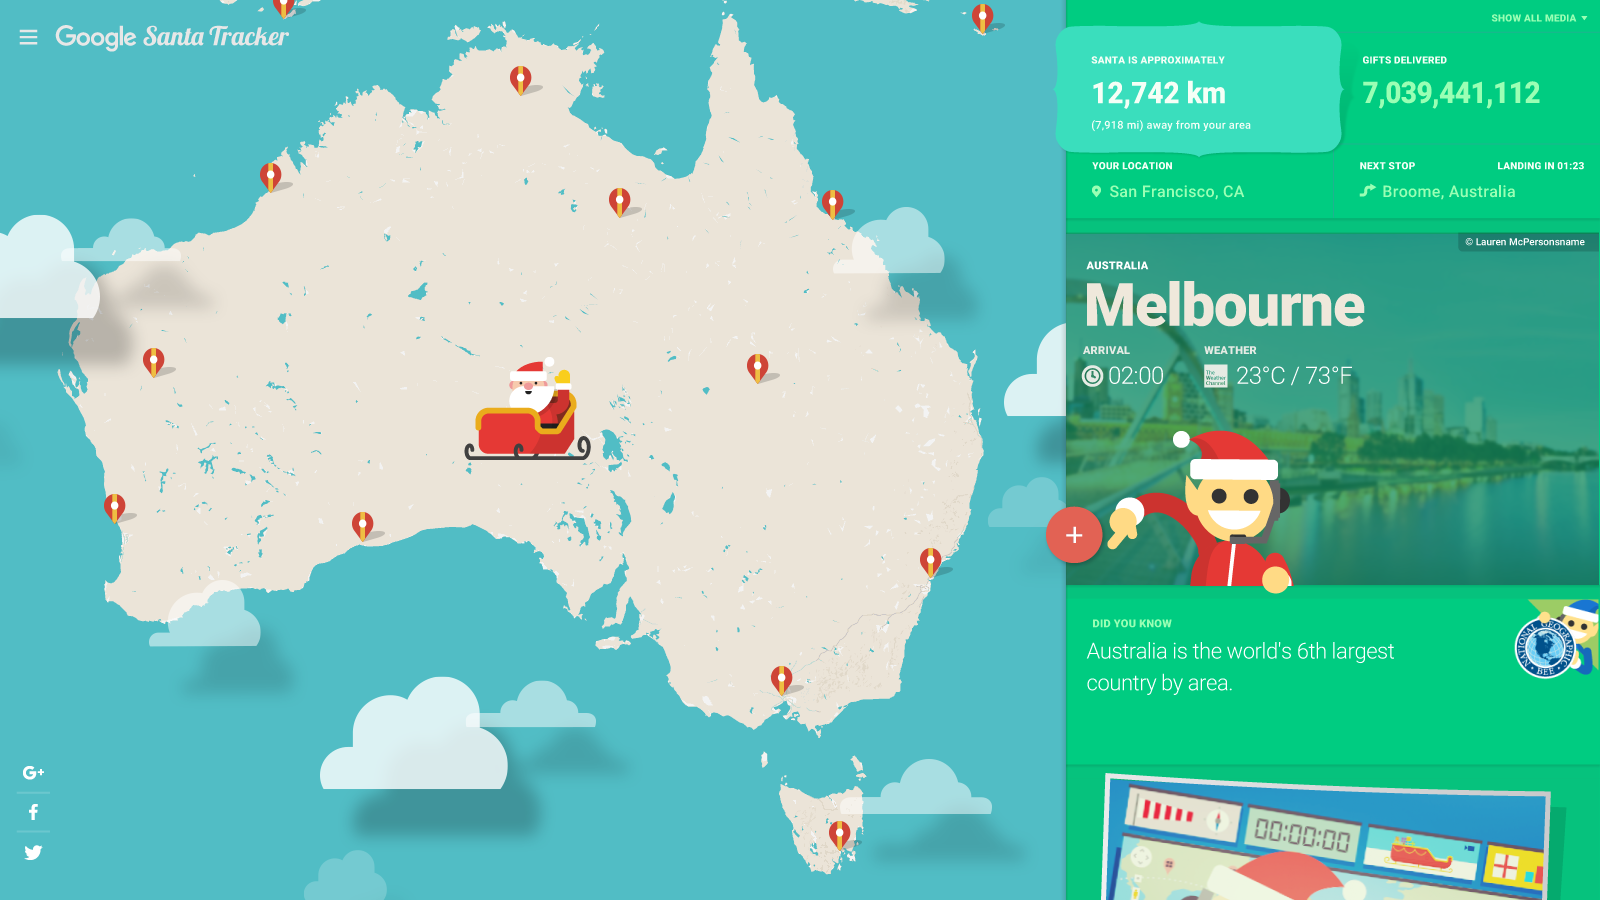 Google Santa Tracker
SHOW ALL MEDIA
SANTA IS APPROXIMATELY
12,742 km
(7,918 mi) away from your area
GIFTS DELIVERED
7,039,441,112
YOUR LOCATION
San Francisco, CA
NEXT STOP
LANDING IN 01:23
Broome, Australia
© Lauren McPersonsname
AUSTRALIA
Melbourne
ARRIVAL
02:00
WEATHER
The
Weather
Channel
23°C / 73°F
DID YOU KNOW
Australia is the world's 6th largest
country by area.
NATIONAL GEOGRAPHIC
BEE
00:00:00
G+